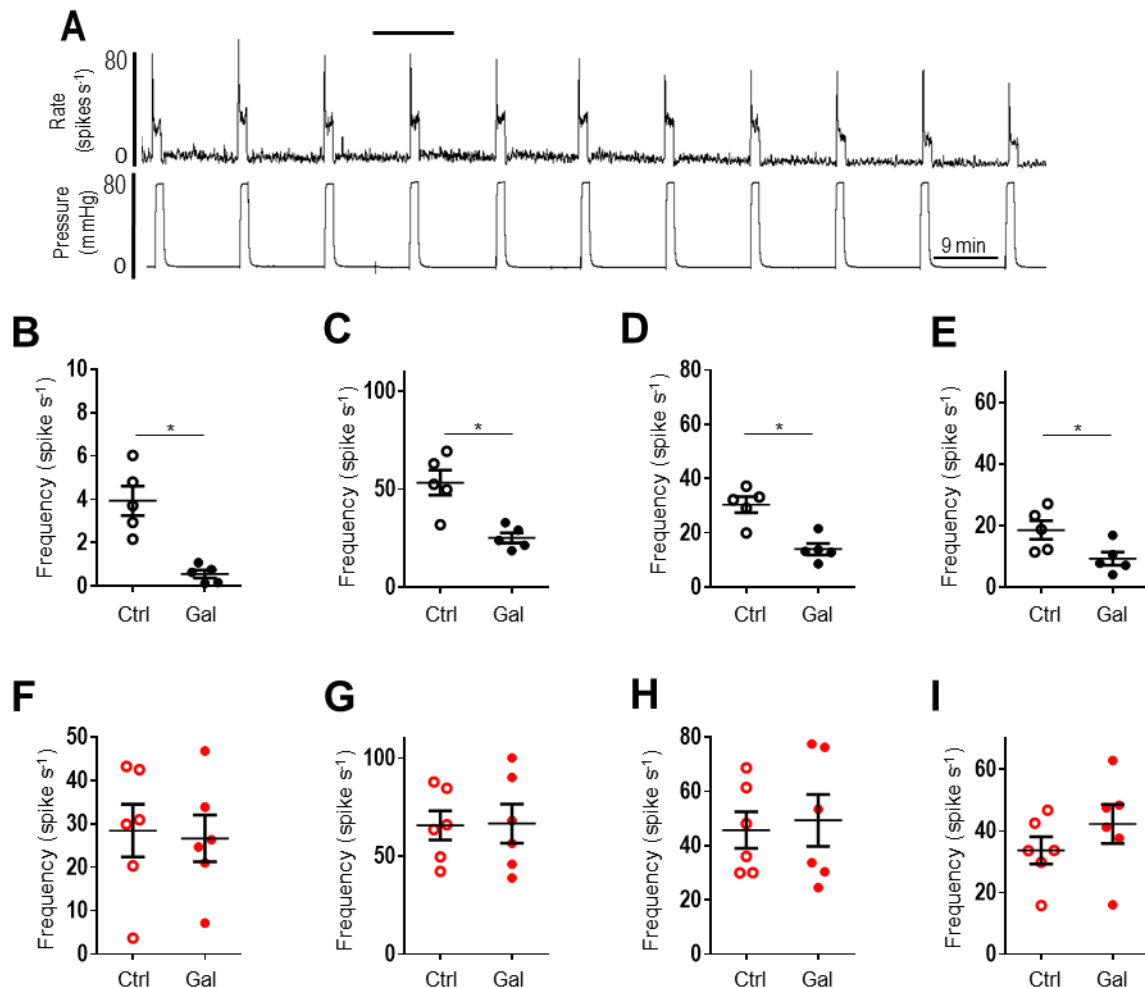 A
Rate
(spikes s⁻¹)
80
0
Pressure
(mmHg)
80
0
9 min
B
Frequency (spike s⁻¹)
10
8
6
4
2
0
*
Ctrl Gal
C
Frequency (spike s⁻¹)
100
50
0
*
Ctrl Gal
D
Frequency (spike s⁻¹)
80
60
40
20
0
*
Ctrl Gal
E
Frequency (spike s⁻¹)
60
40
20
0
*
Ctrl Gal
F
Frequency (spike s⁻¹)
50
40
30
20
10
0
Ctrl Gal
G
Frequency (spike s⁻¹)
100
50
0
Ctrl Gal
H
Frequency (spike s⁻¹)
80
60
40
20
0
Ctrl Gal
I
Frequency (spike s⁻¹)
60
40
20
0
Ctrl Gal